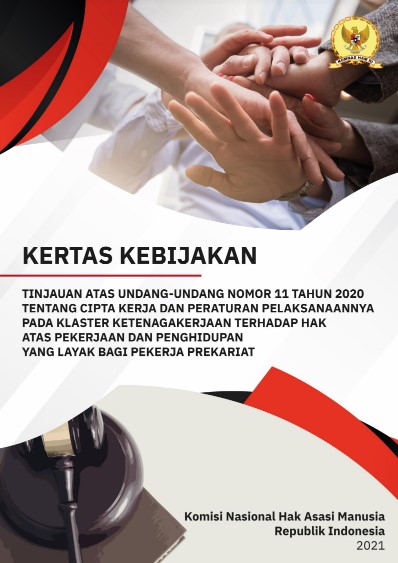 KOMNAS HAM
KERTAS KEBIJAKAN
TINJAUAN ATAS UNDANG-UNDANG NOMOR 11 TAHUN 2020
TENTANG CIPTA KERJA DAN PERATURAN PELAKSANAANNYA
PADA KLASTER KETENAGAKERJAAN TERHADAP HAK
ATAS PEKERJAAN DAN PENGHIDUPAN
YANG LAYAK BAGI PEKERJA PREKARIAT
Komisi Nasional Hak Asasi Manusia
Republik Indonesia
2021